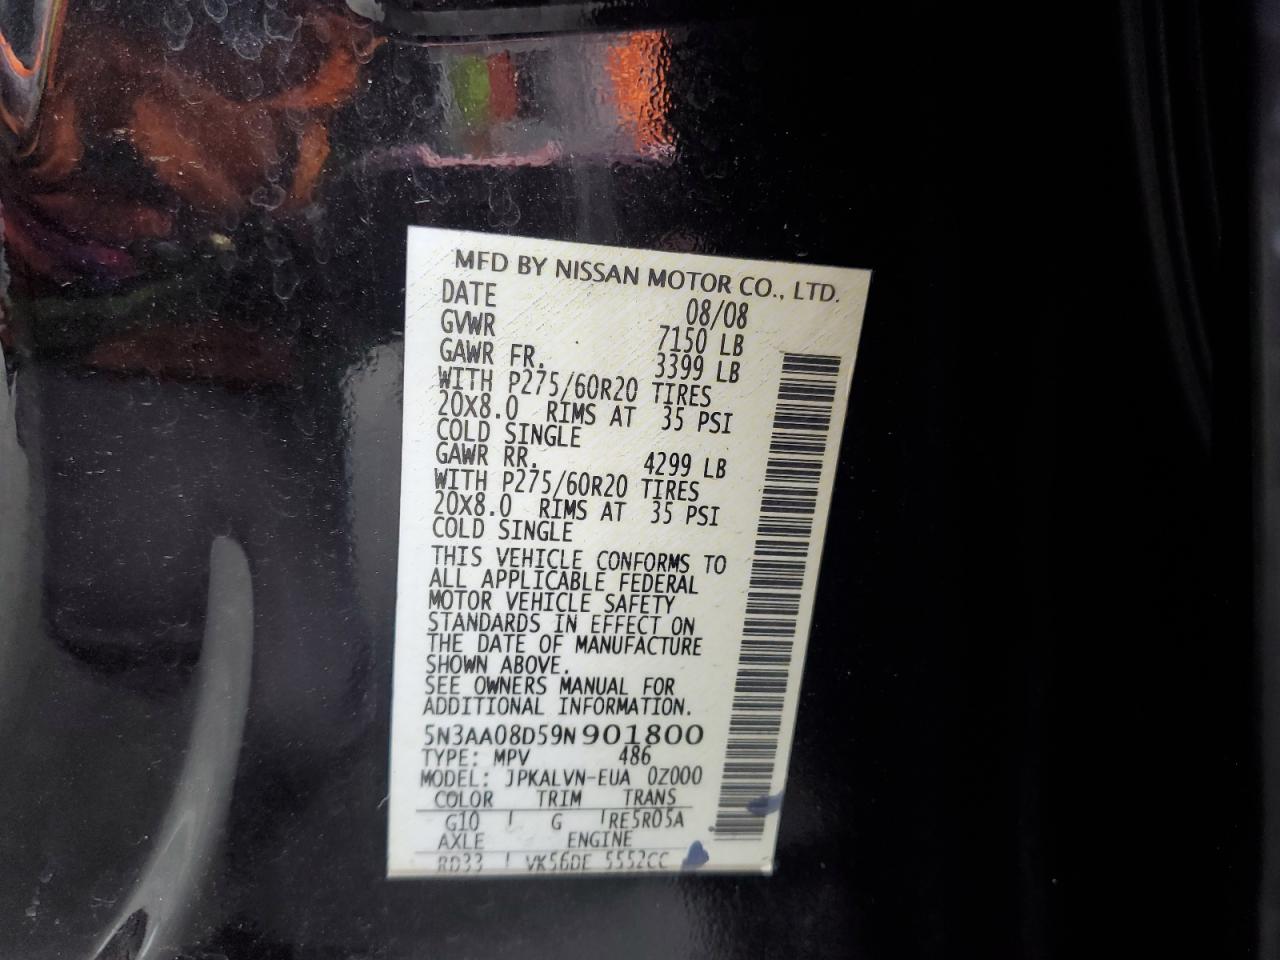 MFD BY NISSAN MOTOR CO., LTD.
DATE 08/08
GVWR 7150 LB
GAWR FR. 3399 LB
WITH P275/60R20 TIRES
20X8.0 RIMS AT 35 PSI
COLD SINGLE
GAWR RR. 4299 LB
WITH P275/60R20 TIRES
20X8.0 RIMS AT 35 PSI
COLD SINGLE
THIS VEHICLE CONFORMS TO
ALL APPLICABLE FEDERAL
MOTOR VEHICLE SAFETY
STANDARDS IN EFFECT ON
THE DATE OF MANUFACTURE
SHOWN ABOVE.
SEE OWNERS MANUAL FOR
ADDITIONAL INFORMATION.
5N3AA08D59N901800
TYPE: MPV 486
MODEL: JPKALVN-EUA 0Z000
COLOR TRIM TRANS
G10 G RE5R05A
AXLE ENGINE
RD33 VK56DE 5552CC